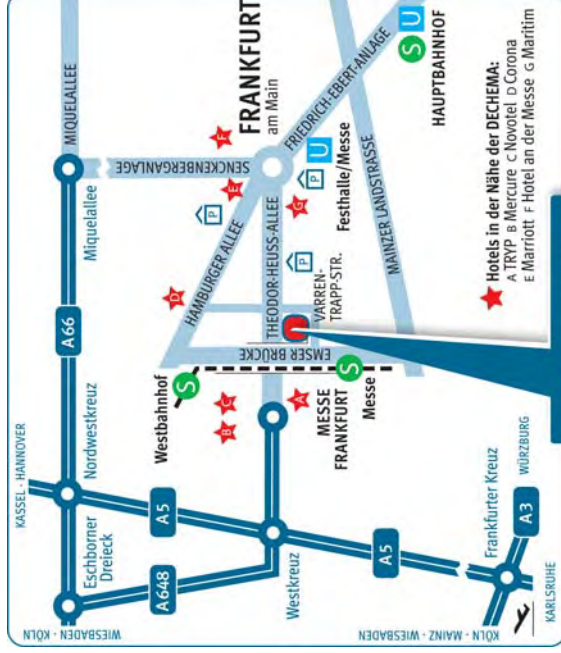 KASSEL - HANNOVER
WIESBADEN - KÖLN
Eschborner
Dreieck
Nordwestkreuz
A66
Miquelallee
MIQUELALLEE
A648
A5
Westkreuz
A5
KÖLN - MAINZ - WIESBADEN
Frankfurter Kreuz
A3
WÜRZBURG
KARLSRUHE
Westbahnhof
S
B
C
A
D
HAMBURGER ALLEE
P
E
SENCKENBERGANLAGE
F
FRANKFURT
am Main
EMSER BRÜCKE
THEODOR-HEUSS-ALLEE
VARREN-
TRAPP-STR.
P
G
P
U
Festhalle/Messe
FRIEDRICH-EBERT-ANLAGE
MESSE
FRANKFURT
S
Messe
MAINZER LANDSTRASSE
S
U
HAUPTBAHNHOF
Hotels in der Nähe der DECHEMA:
A TRYP B Mercure C Novotel D Corona
E Marriott F Hotel an der Messe G Maritim